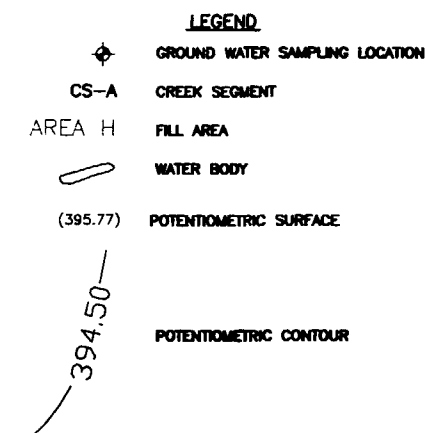 LEGEND
GROUND WATER SAMPLING LOCATION
CS-A CREEK SEGMENT
AREA H FILL AREA
WATER BODY
(395.77) POTENTIOMETRIC SURFACE
394.50
POTENTIOMETRIC CONTOUR